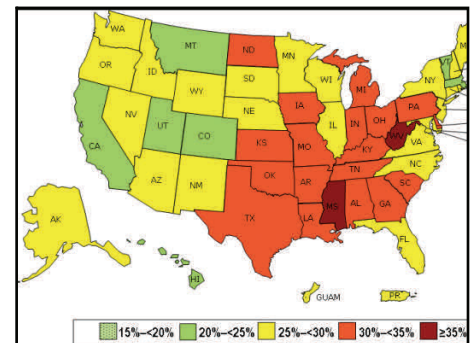 WA
MT
ND
MN
OR
ID
SD
WI
MI
NY
VT
M
WY
IA
PA
NE
NV
IL
IN
OH
UT
CO
WV
VA
CA
KS
MO
KY
NC
TN
AZ
NM
OK
AR
SC
MS
AL
GA
TX
LA
AK
FL
HI
GUAM
PR
15%–<20%
20%–<25%
25%–<30%
30%–<35%
≥35%